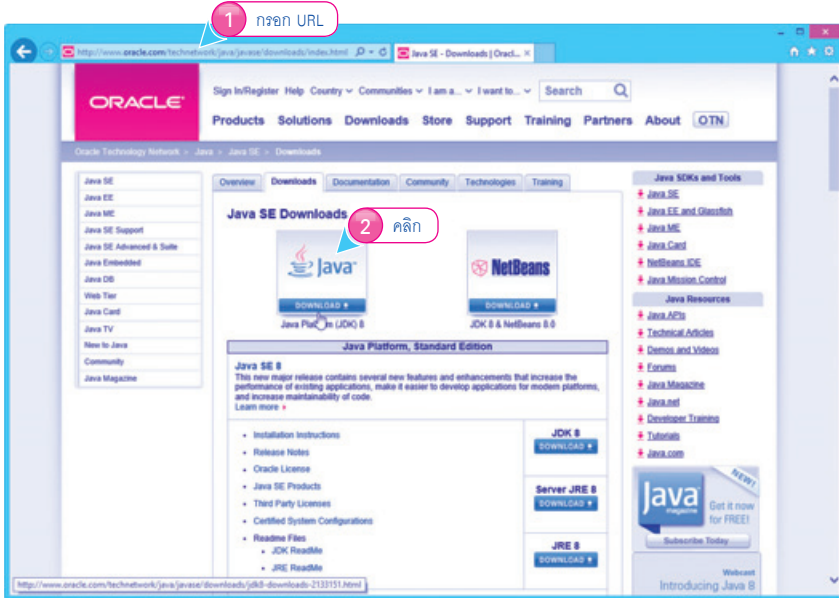 1 กรอก URL
http://www.oracle.com/technetwork/java/javase/downloads/index.html
Java SE - Downloads | Oracl...
ORACLE
Sign In/Register Help Country Communities I am a... I want to... Search
Products Solutions Downloads Store Support Training Partners About OTN
Oracle Technology Network > Java > Java SE > Downloads
Java SE
Java EE
Java ME
Java SE Support
Java SE Advanced & Suite
Java Embedded
Java DB
Web Tier
Java Card
Java TV
New to Java
Community
Java Magazine
Overview Downloads Documentation Community Technologies Training
Java SE Downloads
2 คลิก
Java
DOWNLOAD
Java Platform (JDK) 8
NetBeans
DOWNLOAD
JDK 8 & NetBeans 8.0
Java Platform, Standard Edition
Java SE 8
This new major release contains several new features and enhancements that increase the
performance of existing applications, make it easier to develop applications for modern platforms,
and increase maintainability of code.
Learn more
• Installation Instructions
• Release Notes
• Oracle License
• Java SE Products
• Third Party Licenses
• Certified System Configurations
• Readme Files
• JDK ReadMe
• JRE ReadMe
JDK 8
DOWNLOAD
Server JRE 8
DOWNLOAD
JRE 8
DOWNLOAD
Java SDKs and Tools
Java SE
Java EE and Glassfish
Java ME
Java Card
NetBeans IDE
Java Mission Control
Java Resources
Java APIs
Technical Articles
Demos and Videos
Forums
Java Magazine
Java.net
Developer Training
Tutorials
Java.com
NEW!
Java
magazine
Get it now
for FREE!
Subscribe Today
Webcast
Introducing Java 8
http://www.oracle.com/technetwork/java/javase/downloads/jdk8-downloads-2133151.html